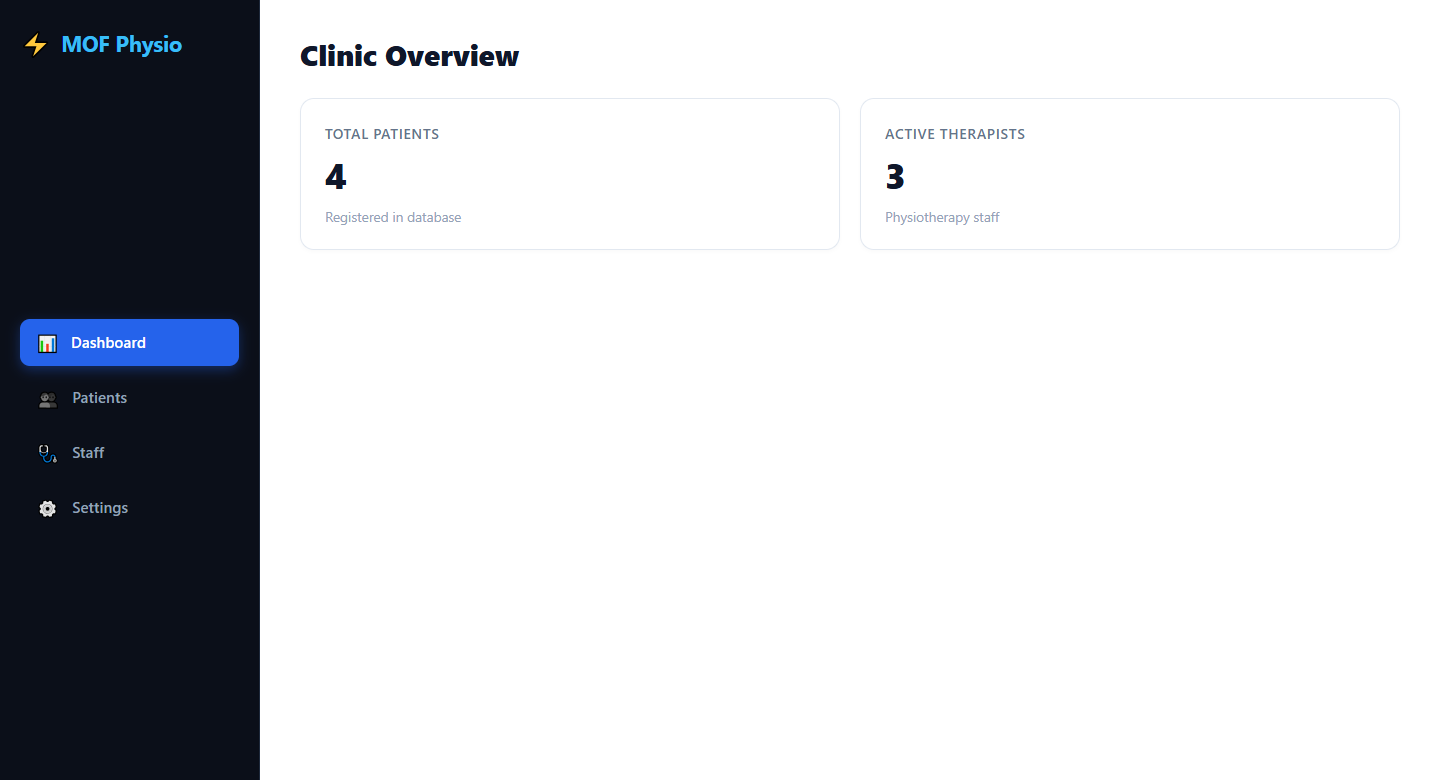 MOF Physio
Dashboard
Patients
Staff
Settings
Clinic Overview
TOTAL PATIENTS
4
Registered in database
ACTIVE THERAPISTS
3
Physiotherapy staff